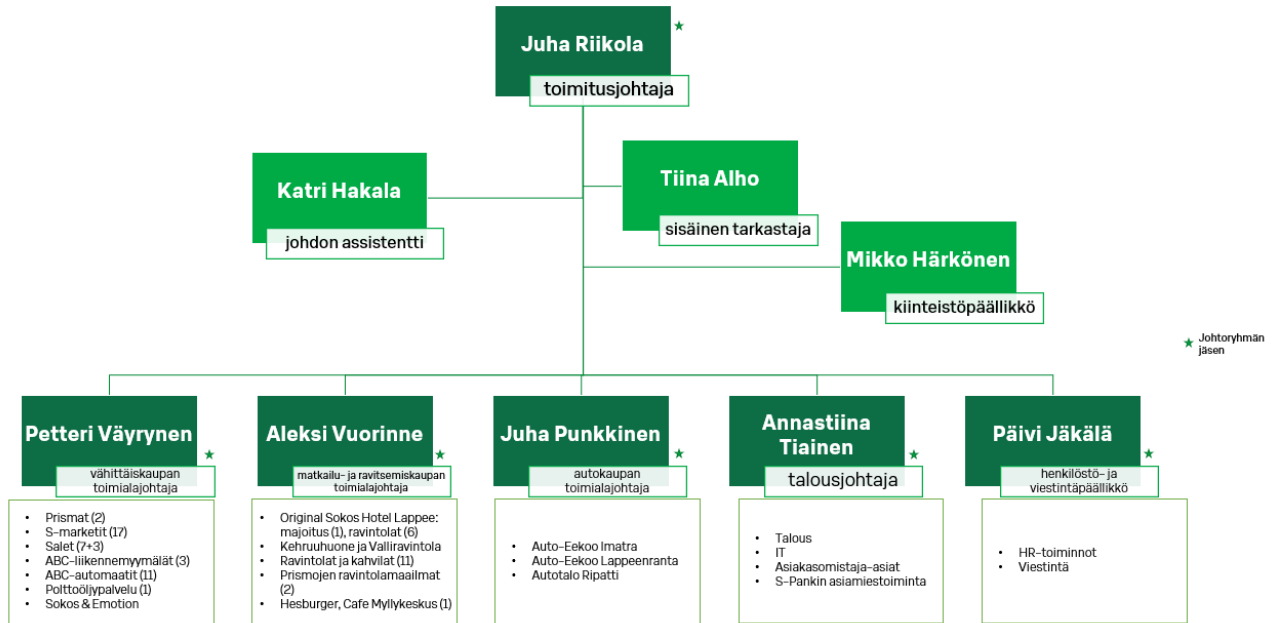 Juha Riikola
toimitusjohtaja
Katri Hakala
johdon assistentti
Tiina Alho
sisäinen tarkastaja
Mikko Härkönen
kiinteistöpäällikkö
Johtoryhmän
jäsen
Petteri Väyrynen
vähittäiskaupan
toimialajohtaja
• Prismat (2)
• S-marketit (17)
• Salet (7+3)
• ABC-liikennemyymälät (3)
• ABC-automaatit (11)
• Polttoöljypalvelu (1)
• Sokos & Emotion
Aleksi Vuorinne
matkailu- ja ravitsemiskaupan
toimialajohtaja
• Original Sokos Hotel Lappee:
majoitus (1), ravintolat (6)
• Kehruuhuone ja Valliravintola
• Ravintolat ja kahvilat (11)
• Prismojen ravintolamaailmat
(2)
• Hesburger, Cafe Myllykeskus (1)
Juha Punkkinen
autokaupan
toimialajohtaja
• Auto-Eekoo Imatra
• Auto-Eekoo Lappeenranta
• Autotalo Ripatti
Annastiina
Tiainen
talousjohtaja
• Talous
• IT
• Asiakasomistaja-asiat
• S-Pankin asiamiestoiminta
Päivi Jäkälä
henkilöstö- ja
viestintäpäällikkö
• HR-toiminnot
• Viestintä